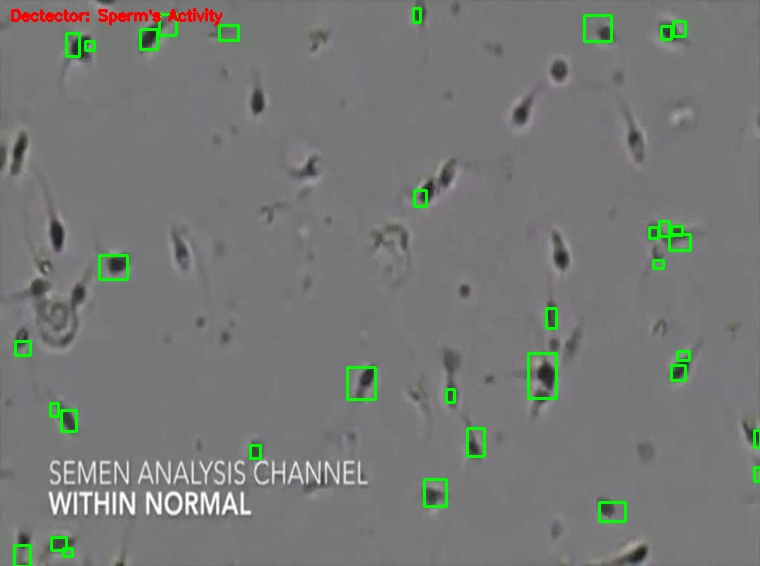 Dectector: Sperm's Activity
SEMEN ANALYSIS CHANNEL
WITHIN NORMAL